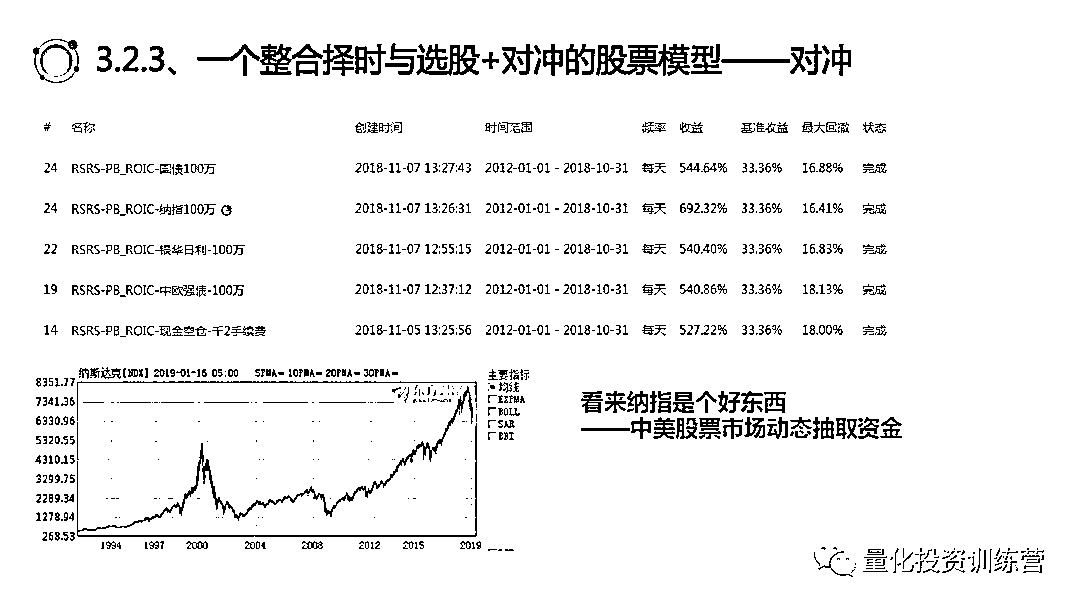 3.2.3、一个整合择时与选股+对冲的股票模型——对冲
# 名称 创建时间 时间范围 频率 收益 基准收益 最大回撤 状态
24 RSRS-PB_ROIC-国债100万 2018-11-07 13:27:43 2012-01-01 - 2018-10-31 每天 544.64% 33.36% 16.88% 完成
24 RSRS-PB_ROIC-纳指100万 2018-11-07 13:26:31 2012-01-01 - 2018-10-31 每天 692.32% 33.36% 16.41% 完成
22 RSRS-PB_ROIC-银华日利-100万 2018-11-07 12:55:15 2012-01-01 - 2018-10-31 每天 540.40% 33.36% 16.83% 完成
19 RSRS-PB_ROIC-中欧强债-100万 2018-11-07 12:37:12 2012-01-01 - 2018-10-31 每天 540.86% 33.36% 18.13% 完成
14 RSRS-PB_ROIC-现金空仓-千2手续费 2018-11-05 13:25:56 2012-01-01 - 2018-10-31 每天 527.22% 33.36% 18.00% 完成
纳斯达克[NDX] 2019-01-16 05:00 5PMA= 10PMA= 20PMA= 30PMA=
主要指标
均线
EXPMA
BOLL
SAR
BBI
8351.77
7341.36
6330.96
5320.55
4310.15
3299.75
2289.34
1278.94
268.53
1994 1997 2000 2004 2008 2012 2015 2019
看来纳指是个好东西
——中美股票市场动态抽取资金
量化投资训练营